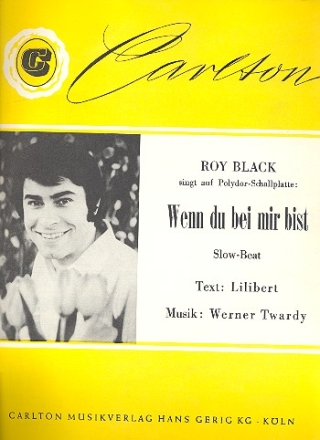 G
Carlton
ROY BLACK
singt auf Polydor-Schallplatte:
Wenn du bei mir bist
Slow-Beat
Text: Lilibert
Musik: Werner Twardy
CARLTON MUSIKVERLAG HANS GERIG KG - KÖLN